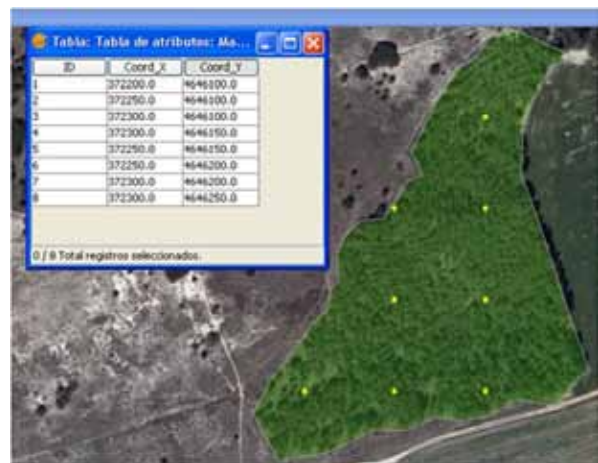 Tabla: Tabla de atributos: Ma...
ID Coord_X Coord_Y
1 372200.0 4646100.0
2 372250.0 4646100.0
3 372300.0 4646100.0
4 372300.0 4646150.0
5 372250.0 4646150.0
6 372250.0 4646200.0
7 372300.0 4646200.0
8 372300.0 4646250.0
0 / 8 Total registros seleccionados.